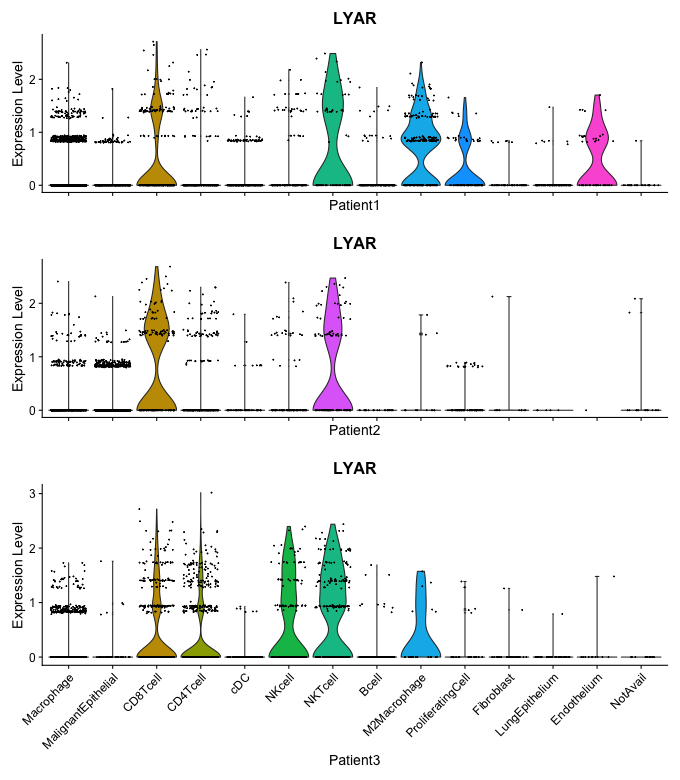 LYAR
Expression Level
2
1
0
Patient1
LYAR
Expression Level
2
1
0
Patient2
LYAR
Expression Level
3
2
1
0
Macrophage
MalignantEpithelial
CD8Tcell
CD4Tcell
cDC
NKcell
NKTcell
Bcell
M2Macrophage
ProliferatingCell
Fibroblast
LungEpithelium
Endothelium
NotAvail
Patient3